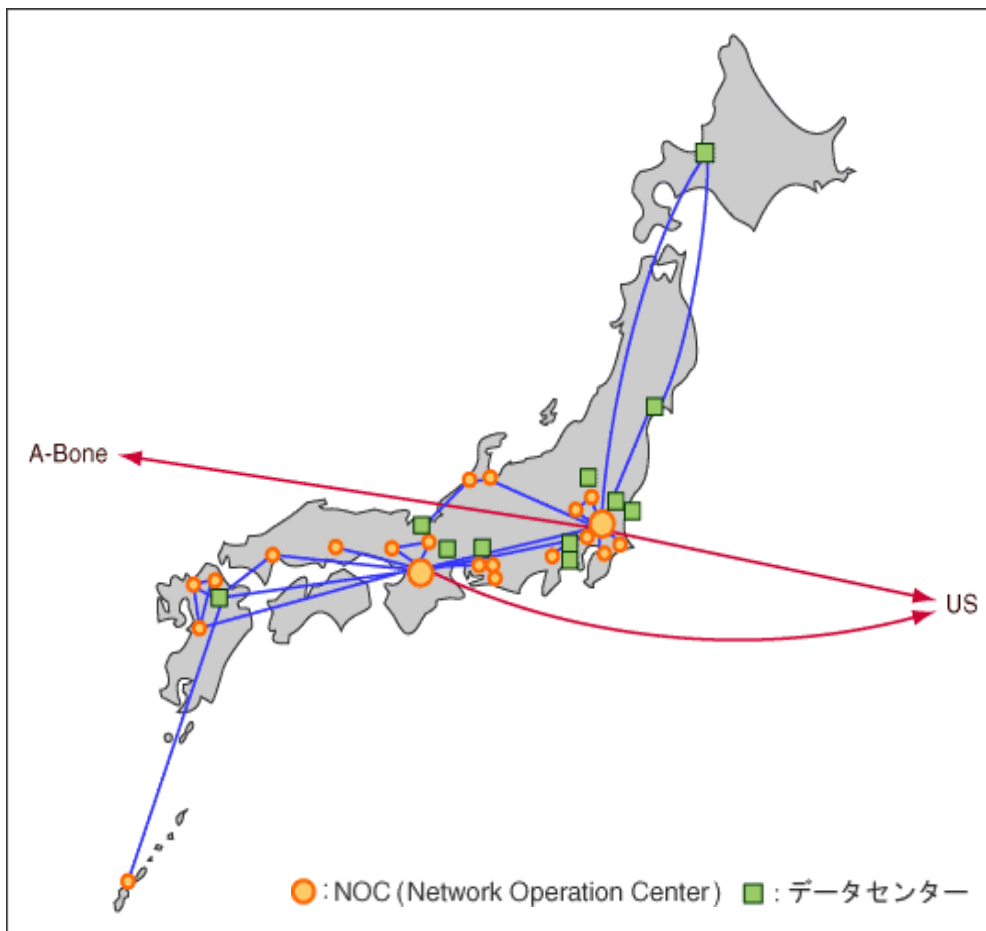 A-Bone
US
: NOC (Network Operation Center) : データセンター